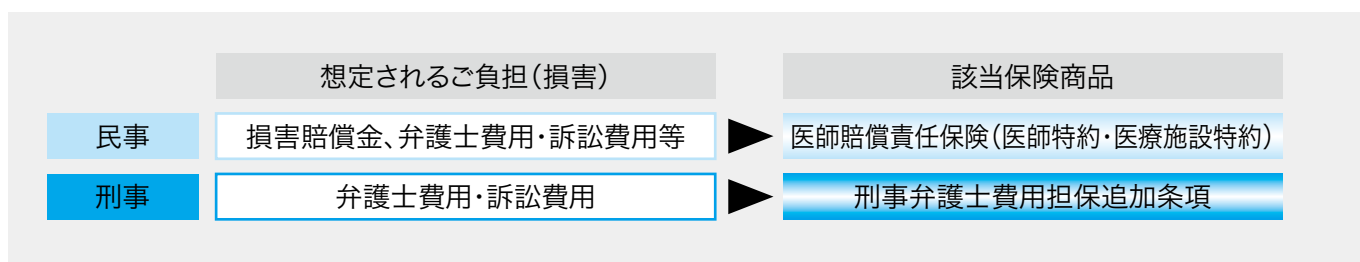 想定されるご負担(損害)
該当保険商品
民事
損害賠償金、弁護士費用・訴訟費用等
医師賠償責任保険(医師特約・医療施設特約)
刑事
弁護士費用・訴訟費用
刑事弁護士費用担保追加条項